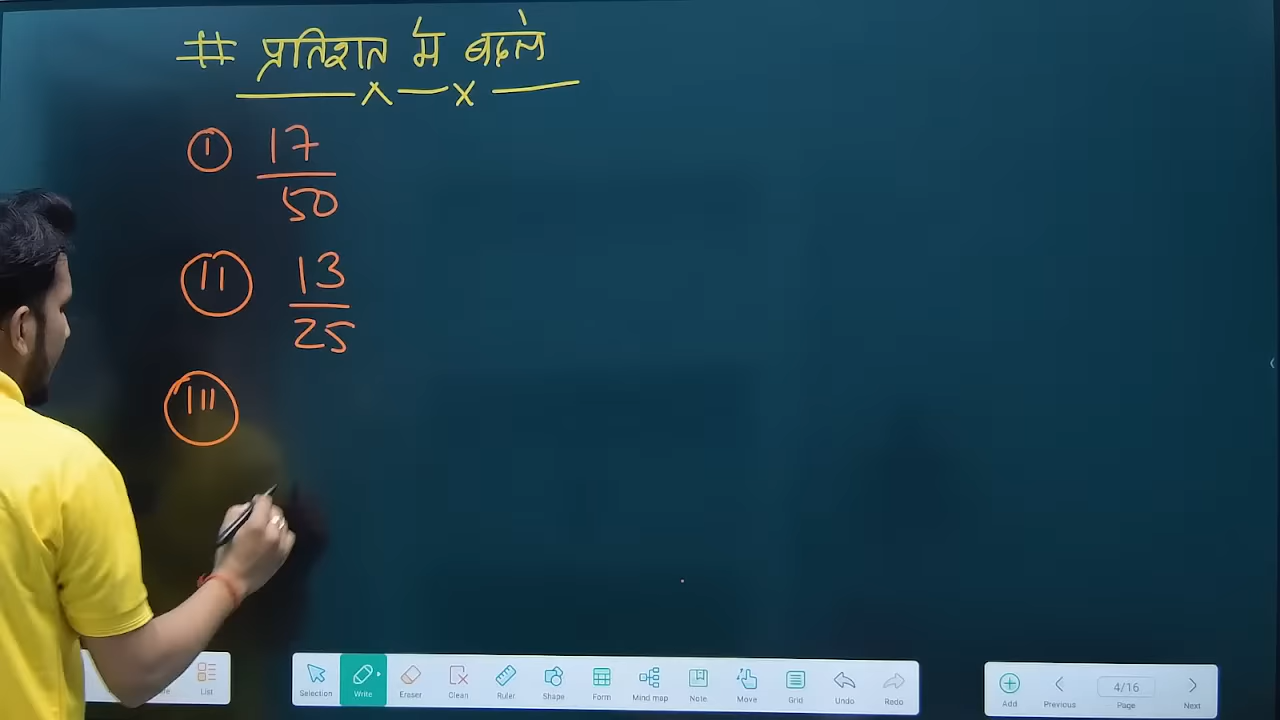 # प्रतिशत में बदले
I 17/50
II 13/25
III
List
Selection Write Eraser Clean Ruler Shape Form Mind map Note Move Grid Undo Redo
Add Previous 4/16 Page Next